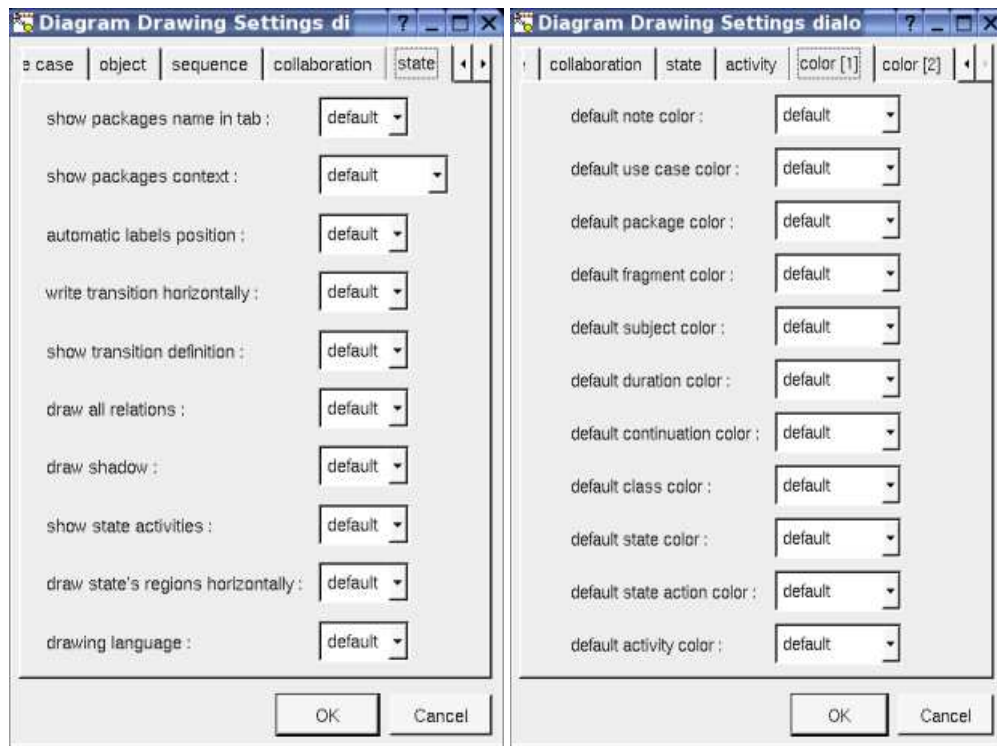 Diagram Drawing Settings di
e case object sequence collaboration state
show packages name in tab : default
show packages context : default
automatic labels position : default
write transition horizontally : default
show transition definition : default
draw all relations : default
draw shadow : default
show state activities : default
draw state's regions horizontally : default
drawing language : default
OK Cancel
Diagram Drawing Settings dialo
collaboration state activity color [1] color [2]
default note color : default
default use case color : default
default package color : default
default fragment color : default
default subject color : default
default duration color : default
default continuation color : default
default class color : default
default state color : default
default state action color : default
default activity color : default
OK Cancel